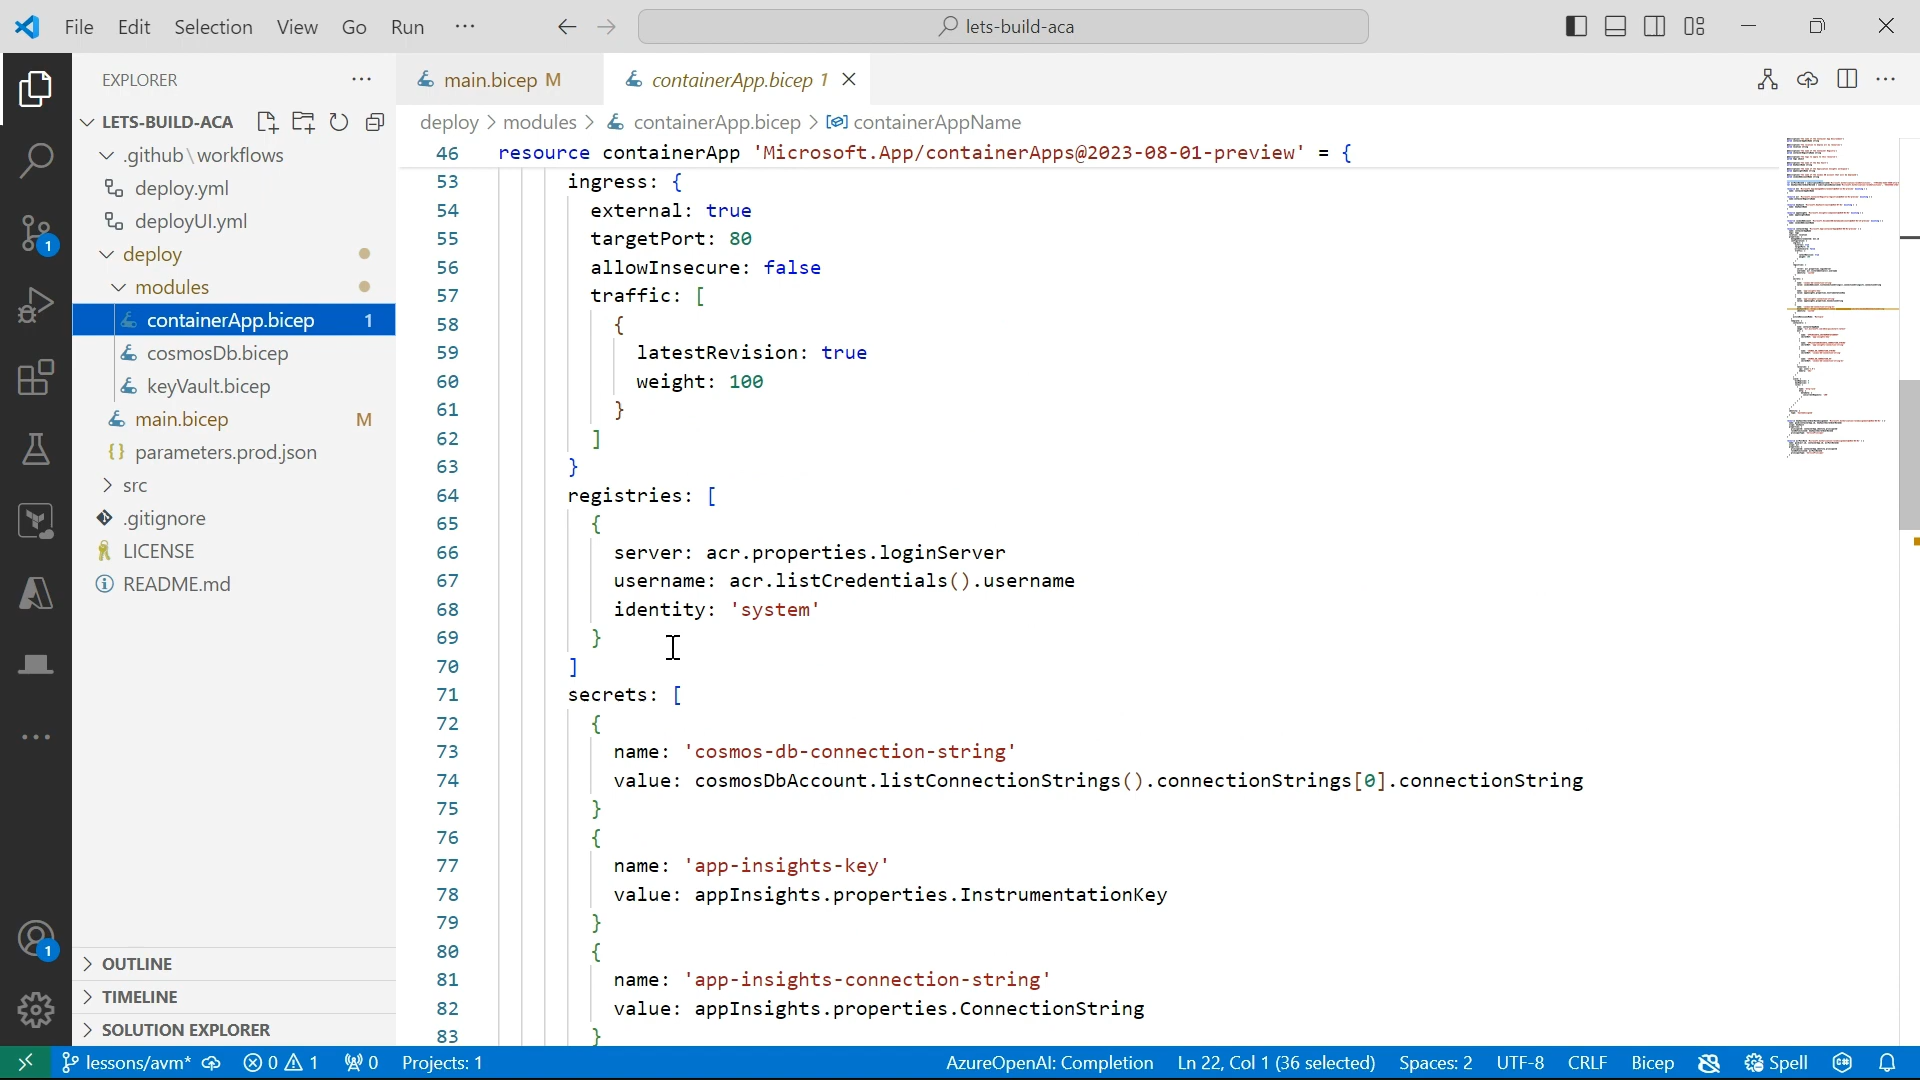 File Edit Selection View Go Run ··· lets-build-aca
EXPLORER ···
LETS-BUILD-ACA
.github\workflows
deploy.yml
deployUI.yml
deploy
modules
containerApp.bicep 1
cosmosDb.bicep
keyVault.bicep
main.bicep M
parameters.prod.json
src
.gitignore
LICENSE
README.md
OUTLINE
TIMELINE
SOLUTION EXPLORER
1
1
main.bicep M containerApp.bicep 1
deploy > modules > containerApp.bicep > containerAppName
46 resource containerApp 'Microsoft.App/containerApps@2023-08-01-preview' = {
53 ingress: {
54 external: true
55 targetPort: 80
56 allowInsecure: false
57 traffic: [
58 {
59 latestRevision: true
60 weight: 100
61 }
62 ]
63 }
64 registries: [
65 {
66 server: acr.properties.loginServer
67 username: acr.listCredentials().username
68 identity: 'system'
69 }
70 ]
71 secrets: [
72 {
73 name: 'cosmos-db-connection-string'
74 value: cosmosDbAccount.listConnectionStrings().connectionStrings[0].connectionString
75 }
76 {
77 name: 'app-insights-key'
78 value: appInsights.properties.InstrumentationKey
79 }
80 {
81 name: 'app-insights-connection-string'
82 value: appInsights.properties.ConnectionString
83 }
lessons/avm* 0 1 0 Projects: 1 AzureOpenAI: Completion Ln 22, Col 1 (36 selected) Spaces: 2 UTF-8 CRLF Bicep Spell